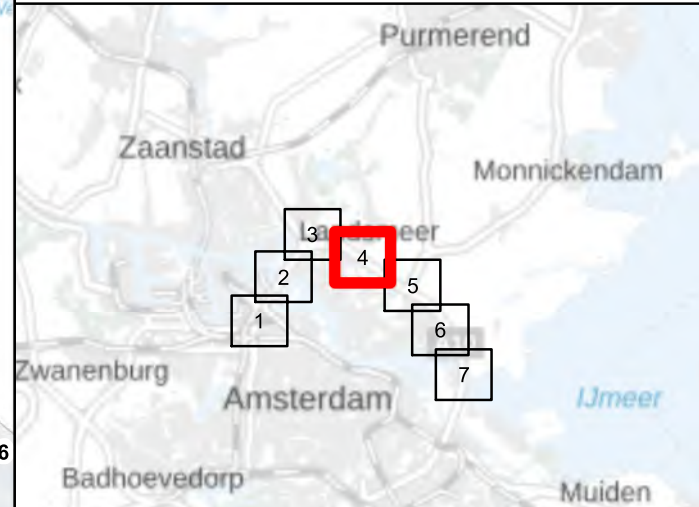 Purmerend
Zaanstad
Monnickendam
3
4
2
5
1
6
7
Zwanenburg
Amsterdam
IJmeer
6
Badhoevedorp
Muiden